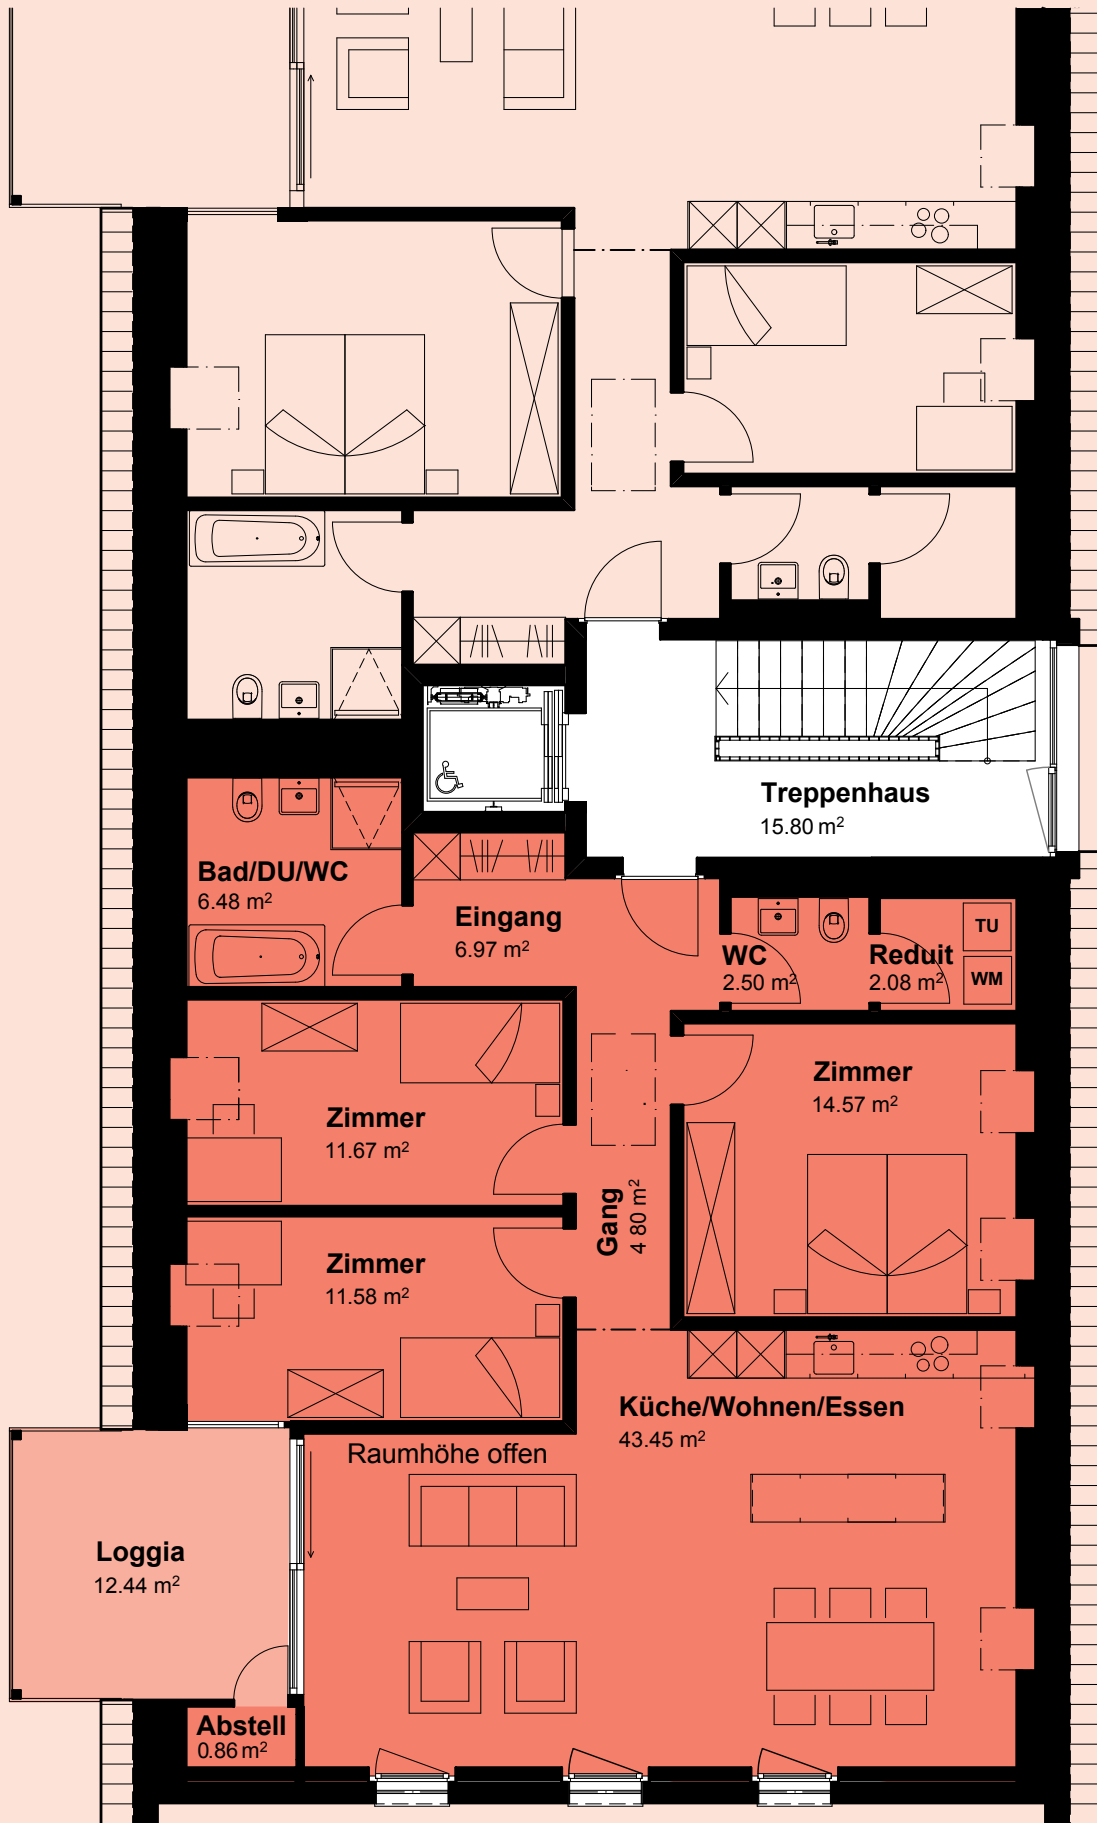 Treppenhaus
15.80 m²
Bad/DU/WC
6.48 m²
Eingang
6.97 m²
WC
2.50 m²
Reduit
2.08 m²
TU
WM
Zimmer
14.57 m²
Zimmer
11.67 m²
Gang
4 80 m²
Zimmer
11.58 m²
Küche/Wohnen/Essen
43.45 m²
Raumhöhe offen
Loggia
12.44 m²
Abstell
0.86 m²